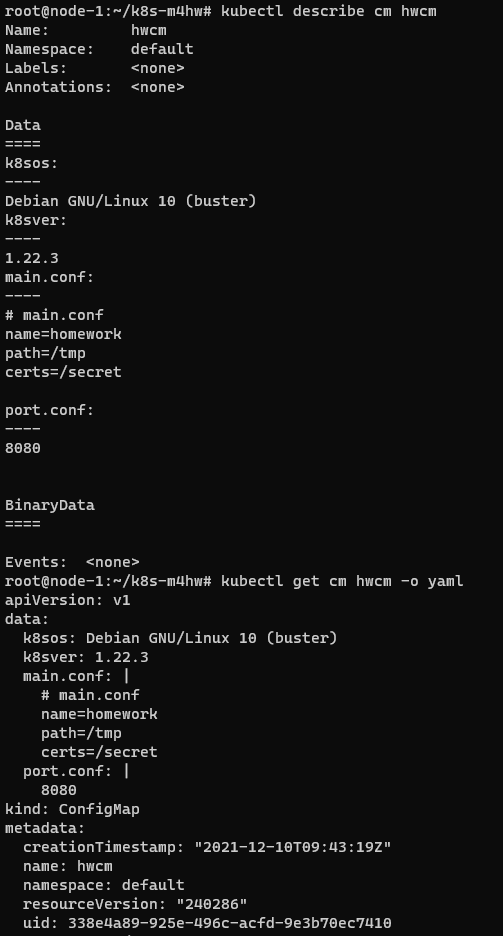 root@node-1:~/k8s-m4hw# kubectl describe cm hwcm
Name:         hwcm
Namespace:    default
Labels:       <none>
Annotations:  <none>

Data
====
k8sos:
----
Debian GNU/Linux 10 (buster)
k8sver:
----
1.22.3
main.conf:
----
# main.conf
name=homework
path=/tmp
certs=/secret

port.conf:
----
8080


BinaryData
====

Events:  <none>
root@node-1:~/k8s-m4hw# kubectl get cm hwcm -o yaml
apiVersion: v1
data:
  k8sos: Debian GNU/Linux 10 (buster)
  k8sver: 1.22.3
  main.conf: |
    # main.conf
    name=homework
    path=/tmp
    certs=/secret
  port.conf: |
    8080
kind: ConfigMap
metadata:
  creationTimestamp: "2021-12-10T09:43:19Z"
  name: hwcm
  namespace: default
  resourceVersion: "240286"
  uid: 338e4a89-925e-496c-acfd-9e3b70ec7410